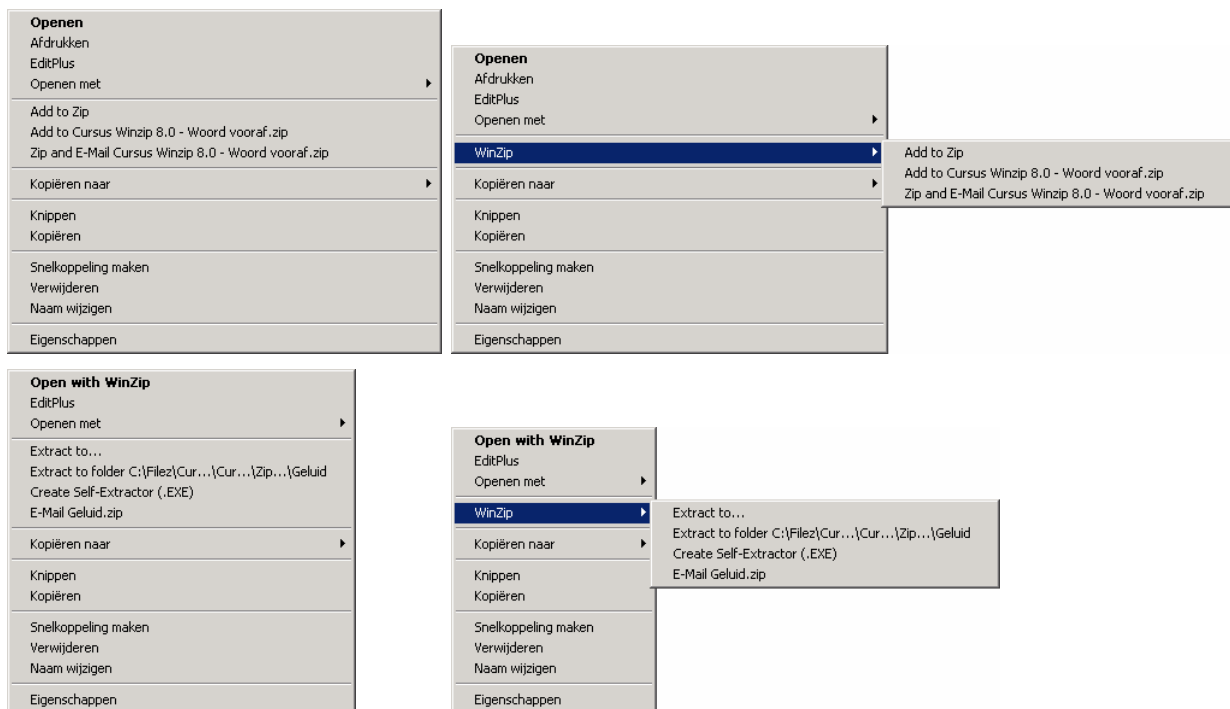 Openen
Afdrukken
EditPlus
Openen met
Add to Zip
Add to Cursus Winzip 8.0 - Woord vooraf.zip
Zip and E-Mail Cursus Winzip 8.0 - Woord vooraf.zip
Kopiëren naar
Knippen
Kopiëren
Snelkoppeling maken
Verwijderen
Naam wijzigen
Eigenschappen
Openen
Afdrukken
EditPlus
Openen met
WinZip
Kopiëren naar
Knippen
Kopiëren
Snelkoppeling maken
Verwijderen
Naam wijzigen
Eigenschappen
Add to Zip
Add to Cursus Winzip 8.0 - Woord vooraf.zip
Zip and E-Mail Cursus Winzip 8.0 - Woord vooraf.zip
Open with WinZip
EditPlus
Openen met
Extract to...
Extract to folder C:\Filez\Cur...\Cur...\Zip...\Geluid
Create Self-Extractor (.EXE)
E-Mail Geluid.zip
Kopiëren naar
Knippen
Kopiëren
Snelkoppeling maken
Verwijderen
Naam wijzigen
Eigenschappen
Open with WinZip
EditPlus
Openen met
WinZip
Kopiëren naar
Knippen
Kopiëren
Snelkoppeling maken
Verwijderen
Naam wijzigen
Eigenschappen
Extract to...
Extract to folder C:\Filez\Cur...\Cur...\Zip...\Geluid
Create Self-Extractor (.EXE)
E-Mail Geluid.zip